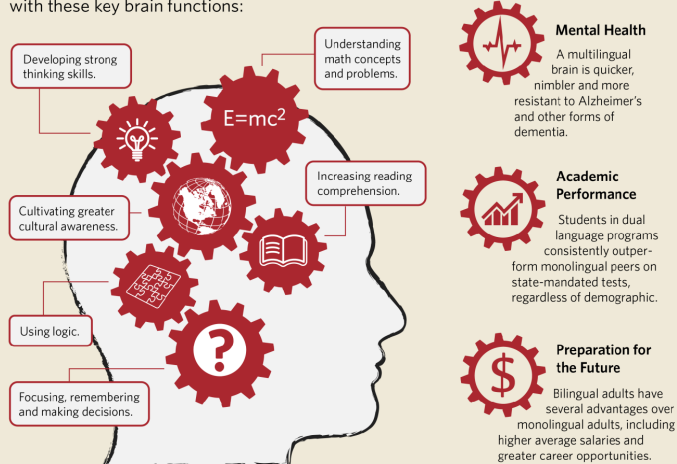 with these key brain functions:
Developing strong
thinking skills.
Understanding
math concepts
and problems.
E=mc²
Increasing reading
comprehension.
Cultivating greater
cultural awareness.
Using logic.
?
Focusing, remembering
and making decisions.
Mental Health
A multilingual
brain is quicker,
nimbler and more
resistant to Alzheimer's
and other forms of
dementia.
Academic
Performance
Students in dual
language programs
consistently outper-
form monolingual peers on
state-mandated tests,
regardless of demographic.
$
Preparation for
the Future
Bilingual adults have
several advantages over
monolingual adults, including
higher average salaries and
greater career opportunities.